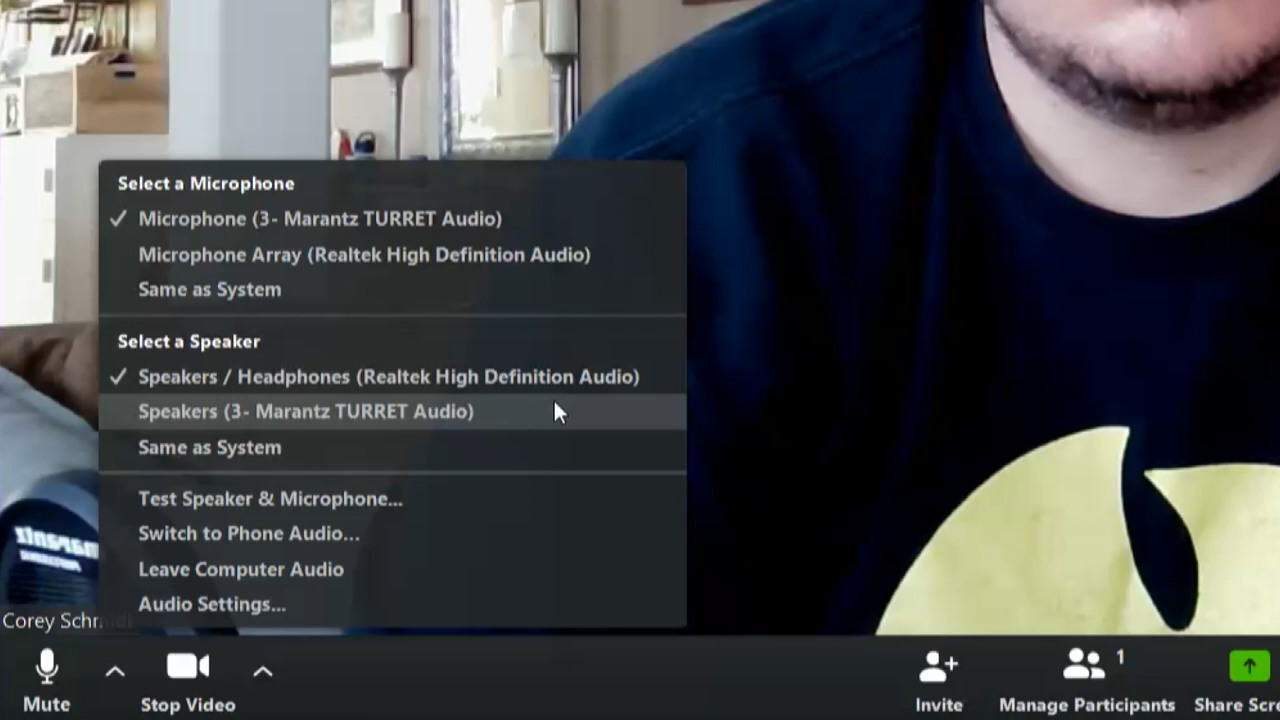 Select a Microphone
Microphone (3- Marantz TURRET Audio)
Microphone Array (Realtek High Definition Audio)
Same as System
Select a Speaker
Speakers / Headphones (Realtek High Definition Audio)
Speakers (3- Marantz TURRET Audio)
Same as System
Test Speaker & Microphone...
Switch to Phone Audio...
Leave Computer Audio
Audio Settings...
marantz
Corey
Mute
Stop Video
Invite
Manage Participants
1
Share